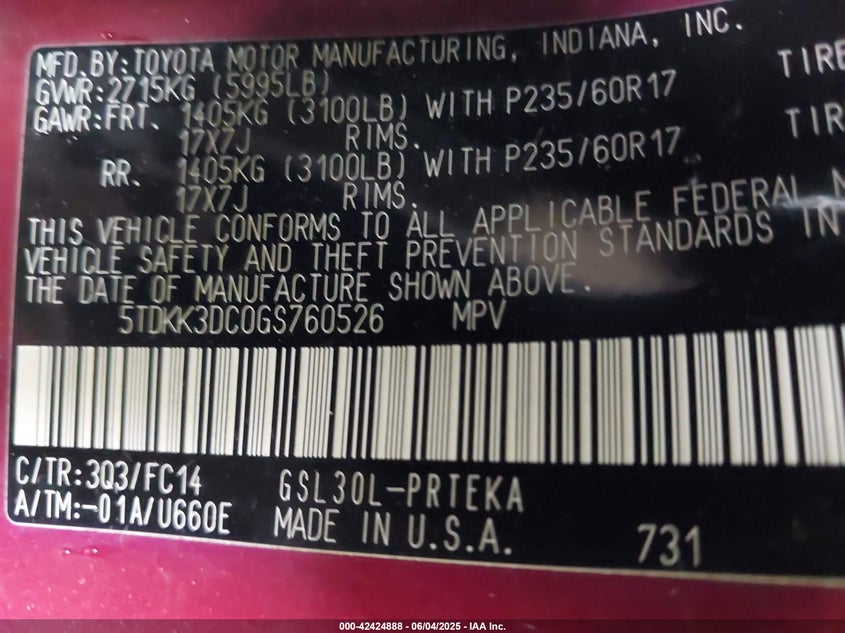 MFD. BY: TOYOTA MOTOR MANUFACTURING, INDIANA, INC.
GVWR: 2715KG (5995LB)
GAWR: FRT. 1405KG (3100LB) WITH P235/60R17 TIRE
17X7J RIMS.
RR. 1405KG (3100LB) WITH P235/60R17 TIR
17X7J RIMS.
THIS VEHICLE CONFORMS TO ALL APPLICABLE FEDERAL
VEHICLE SAFETY AND THEFT PREVENTION STANDARDS IN
THE DATE OF MANUFACTURE SHOWN ABOVE.
5TDKK3DC0GS760526 MPV
C/TR: 3Q3/FC14 GSL30L-PRTEKA
A/TM: -01A/U660E MADE IN U.S.A. 731
000-42424888 - 06/04/2025 - IAA Inc.